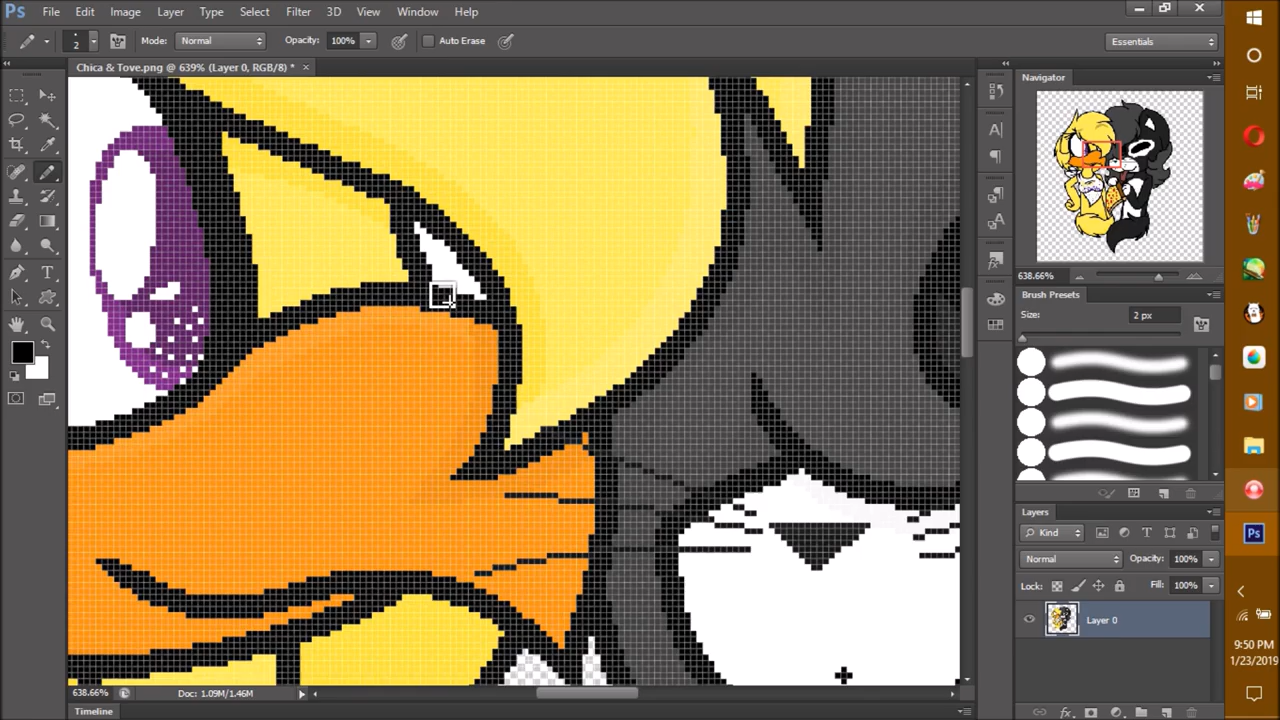 Ps File Edit Image Layer Type Select Filter 3D View Window Help
2 Mode: Normal Opacity: 100% Auto Erase Essentials
Chica & Tove.png @ 639% (Layer 0, RGB/8) * ×
Navigator
638.66%
Brush Presets
Size: 2 px
Layers
Kind
Normal Opacity: 100%
Lock: Fill: 100%
Layer 0
638.66% Doc: 1.09M/1.46M
Timeline
Ps
9:50 PM
1/23/2019